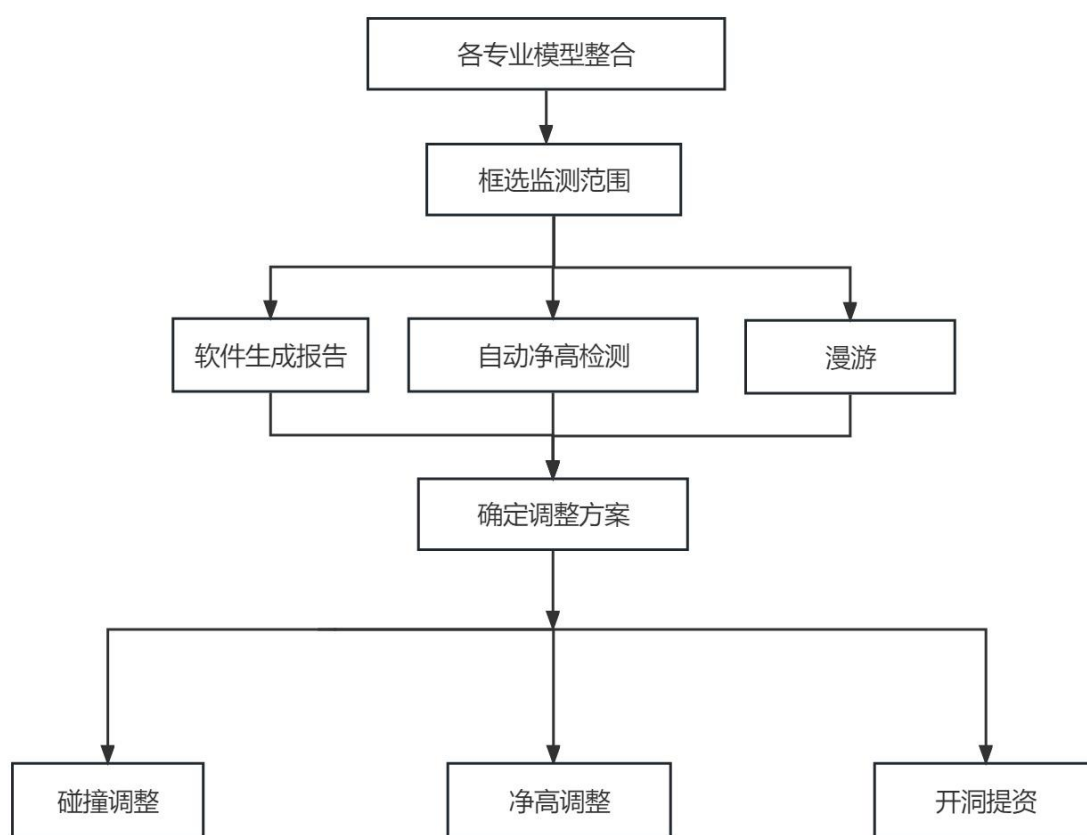 各专业模型整合
框选监测范围
软件生成报告
自动净高检测
漫游
确定调整方案
碰撞调整
净高调整
开洞提资